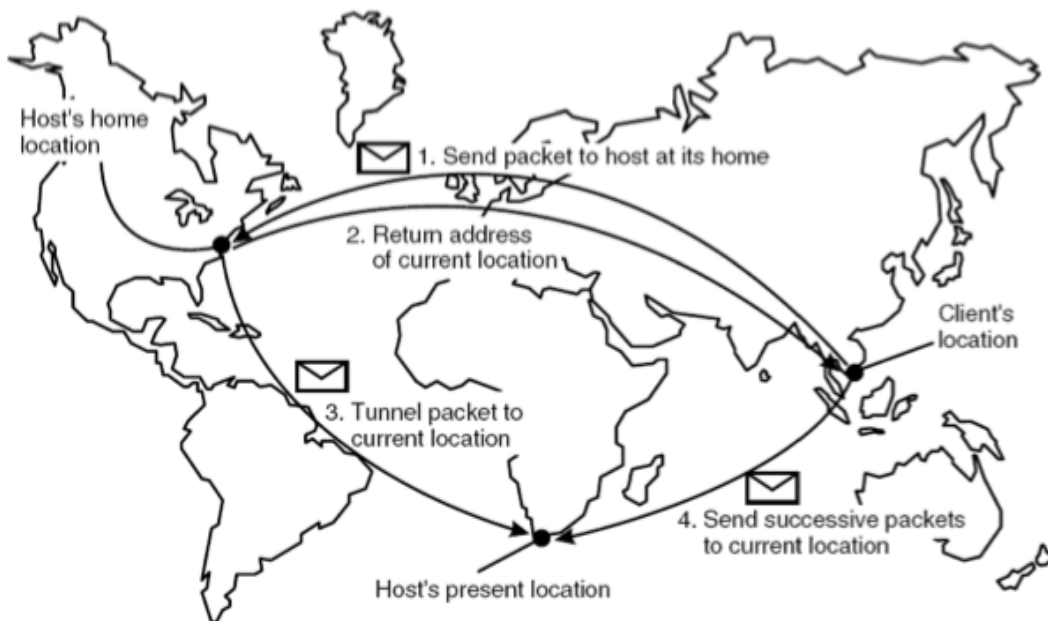 Host's home
location
1. Send packet to host at its home
2. Return address
of current location
Client's
location
3. Tunnel packet to
current location
4. Send successive packets
to current location
Host's present location